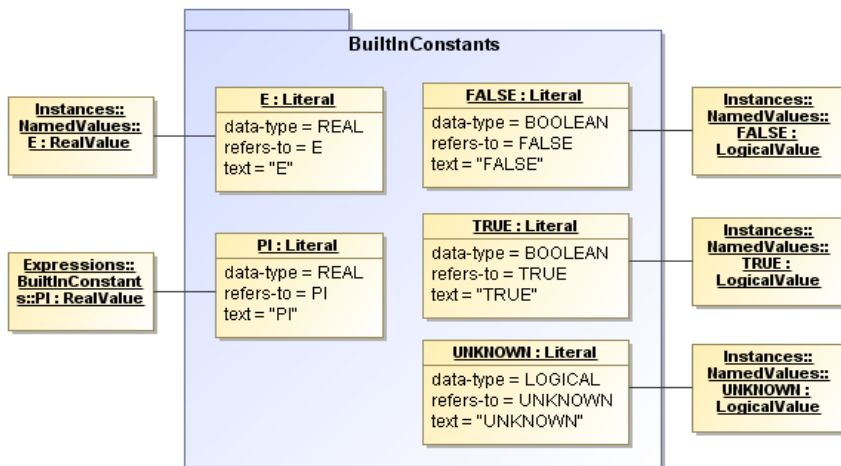 BuiltInConstants
Instances::
NamedValues::
E : RealValue
E : Literal
data-type = REAL
refers-to = E
text = "E"
FALSE : Literal
data-type = BOOLEAN
refers-to = FALSE
text = "FALSE"
Instances::
NamedValues::
FALSE :
LogicalValue
Expressions::
BuiltInConstant
s::PI : RealValue
PI : Literal
data-type = REAL
refers-to = PI
text = "PI"
TRUE : Literal
data-type = BOOLEAN
refers-to = TRUE
text = "TRUE"
Instances::
NamedValues::
TRUE :
LogicalValue
UNKNOWN : Literal
data-type = LOGICAL
refers-to = UNKNOWN
text = "UNKNOWN"
Instances::
NamedValues::
UNKNOWN :
LogicalValue